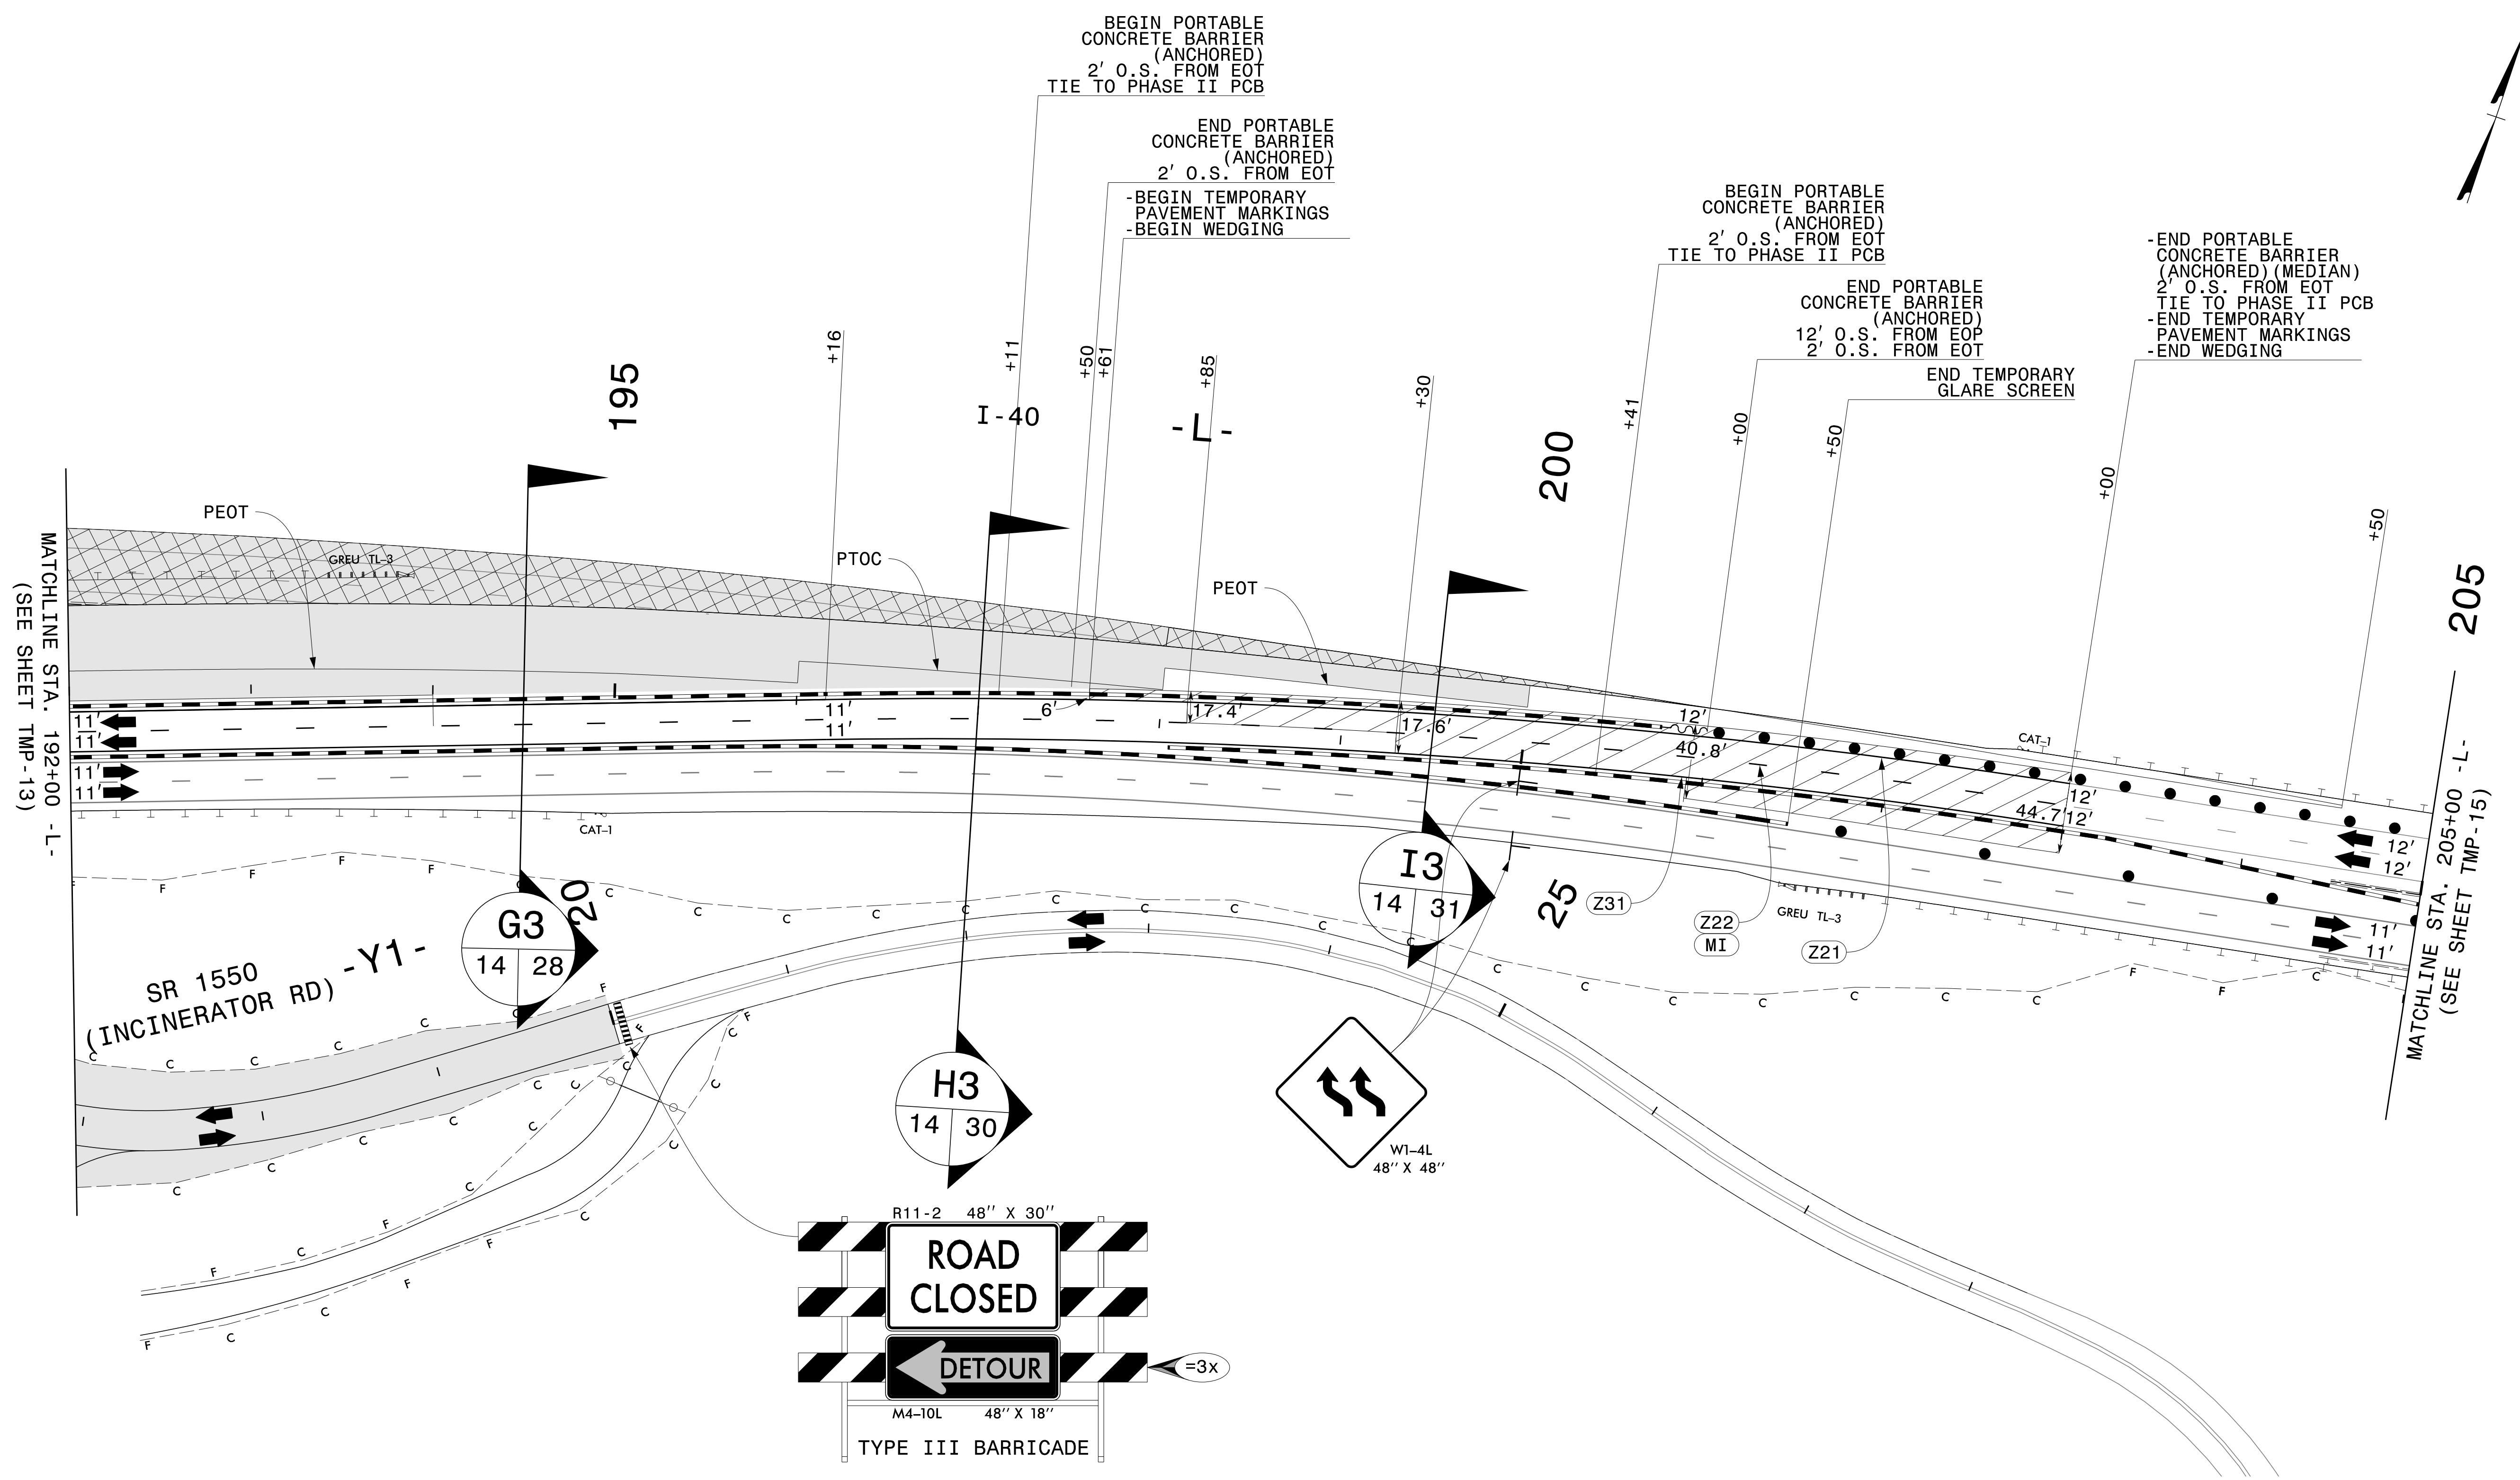 BEGIN PORTABLE
CONCRETE BARRIER
(ANCHORED)
2' O.S. FROM EOT
TIE TO PHASE II PCB
END PORTABLE
CONCRETE BARRIER
(ANCHORED)
2' O.S. FROM EOT
-BEGIN TEMPORARY
PAVEMENT MARKINGS
-BEGIN WEDGING
BEGIN PORTABLE
CONCRETE BARRIER
(ANCHORED)
2' O.S. FROM EOT
TIE TO PHASE II PCB
END PORTABLE
CONCRETE BARRIER
(ANCHORED)
12' O.S. FROM EOP
2' O.S. FROM EOT
END TEMPORARY
GLARE SCREEN
-END PORTABLE
CONCRETE BARRIER
(ANCHORED)(MEDIAN)
2' O.S. FROM EOT
TIE TO PHASE II PCB
-END TEMPORARY
PAVEMENT MARKINGS
-END WEDGING
195
+16
+11
+50
+61
I-40
+85
-L-
+30
200
+41
+00
+50
+00
+50
205
MATCHLINE STA. 192+00 -L-
(SEE SHEET TMP-13)
PEOT
GREU TL-3
PTOC
PEOT
11'
11'
11'
11'
11'
11'
6'
17.4'
17.6'
12'
40.8'
CAT-1
12'
44.7'
12'
12'
12'
11'
11'
MATCHLINE STA. 205+00 -L-
(SEE SHEET TMP-15)
CAT-1
F F F F F C C C C C C C C C C C C C C C C C F F C
20
G3
14 28
I3
14 31
25
Z31
Z22
MI
Z21
GREU TL-3
SR 1550
(INCINERATOR RD)
-Y1-
C C C C C C F
F C C C C C C C
F C C C C C C
C F C F
F C C F F C
H3
14 30
W1-4L
48" X 48"
R11-2 48" X 30"
ROAD
CLOSED
DETOUR
=3x
M4-10L 48" X 18"
TYPE III BARRICADE